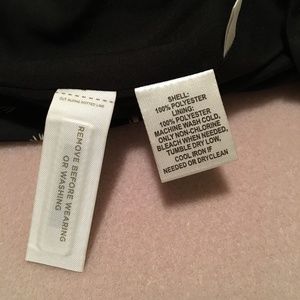 CUT ALONG DOTTED LINE
REMOVE BEFORE WEARING
OR WASHING
SHELL:
100% POLYESTER
LINING:
100% POLYESTER
MACHINE WASH COLD,
ONLY NON-CHLORINE
BLEACH WHEN NEEDED,
TUMBLE DRY LOW,
COOL IRON IF
NEEDED OR DRYCLEAN